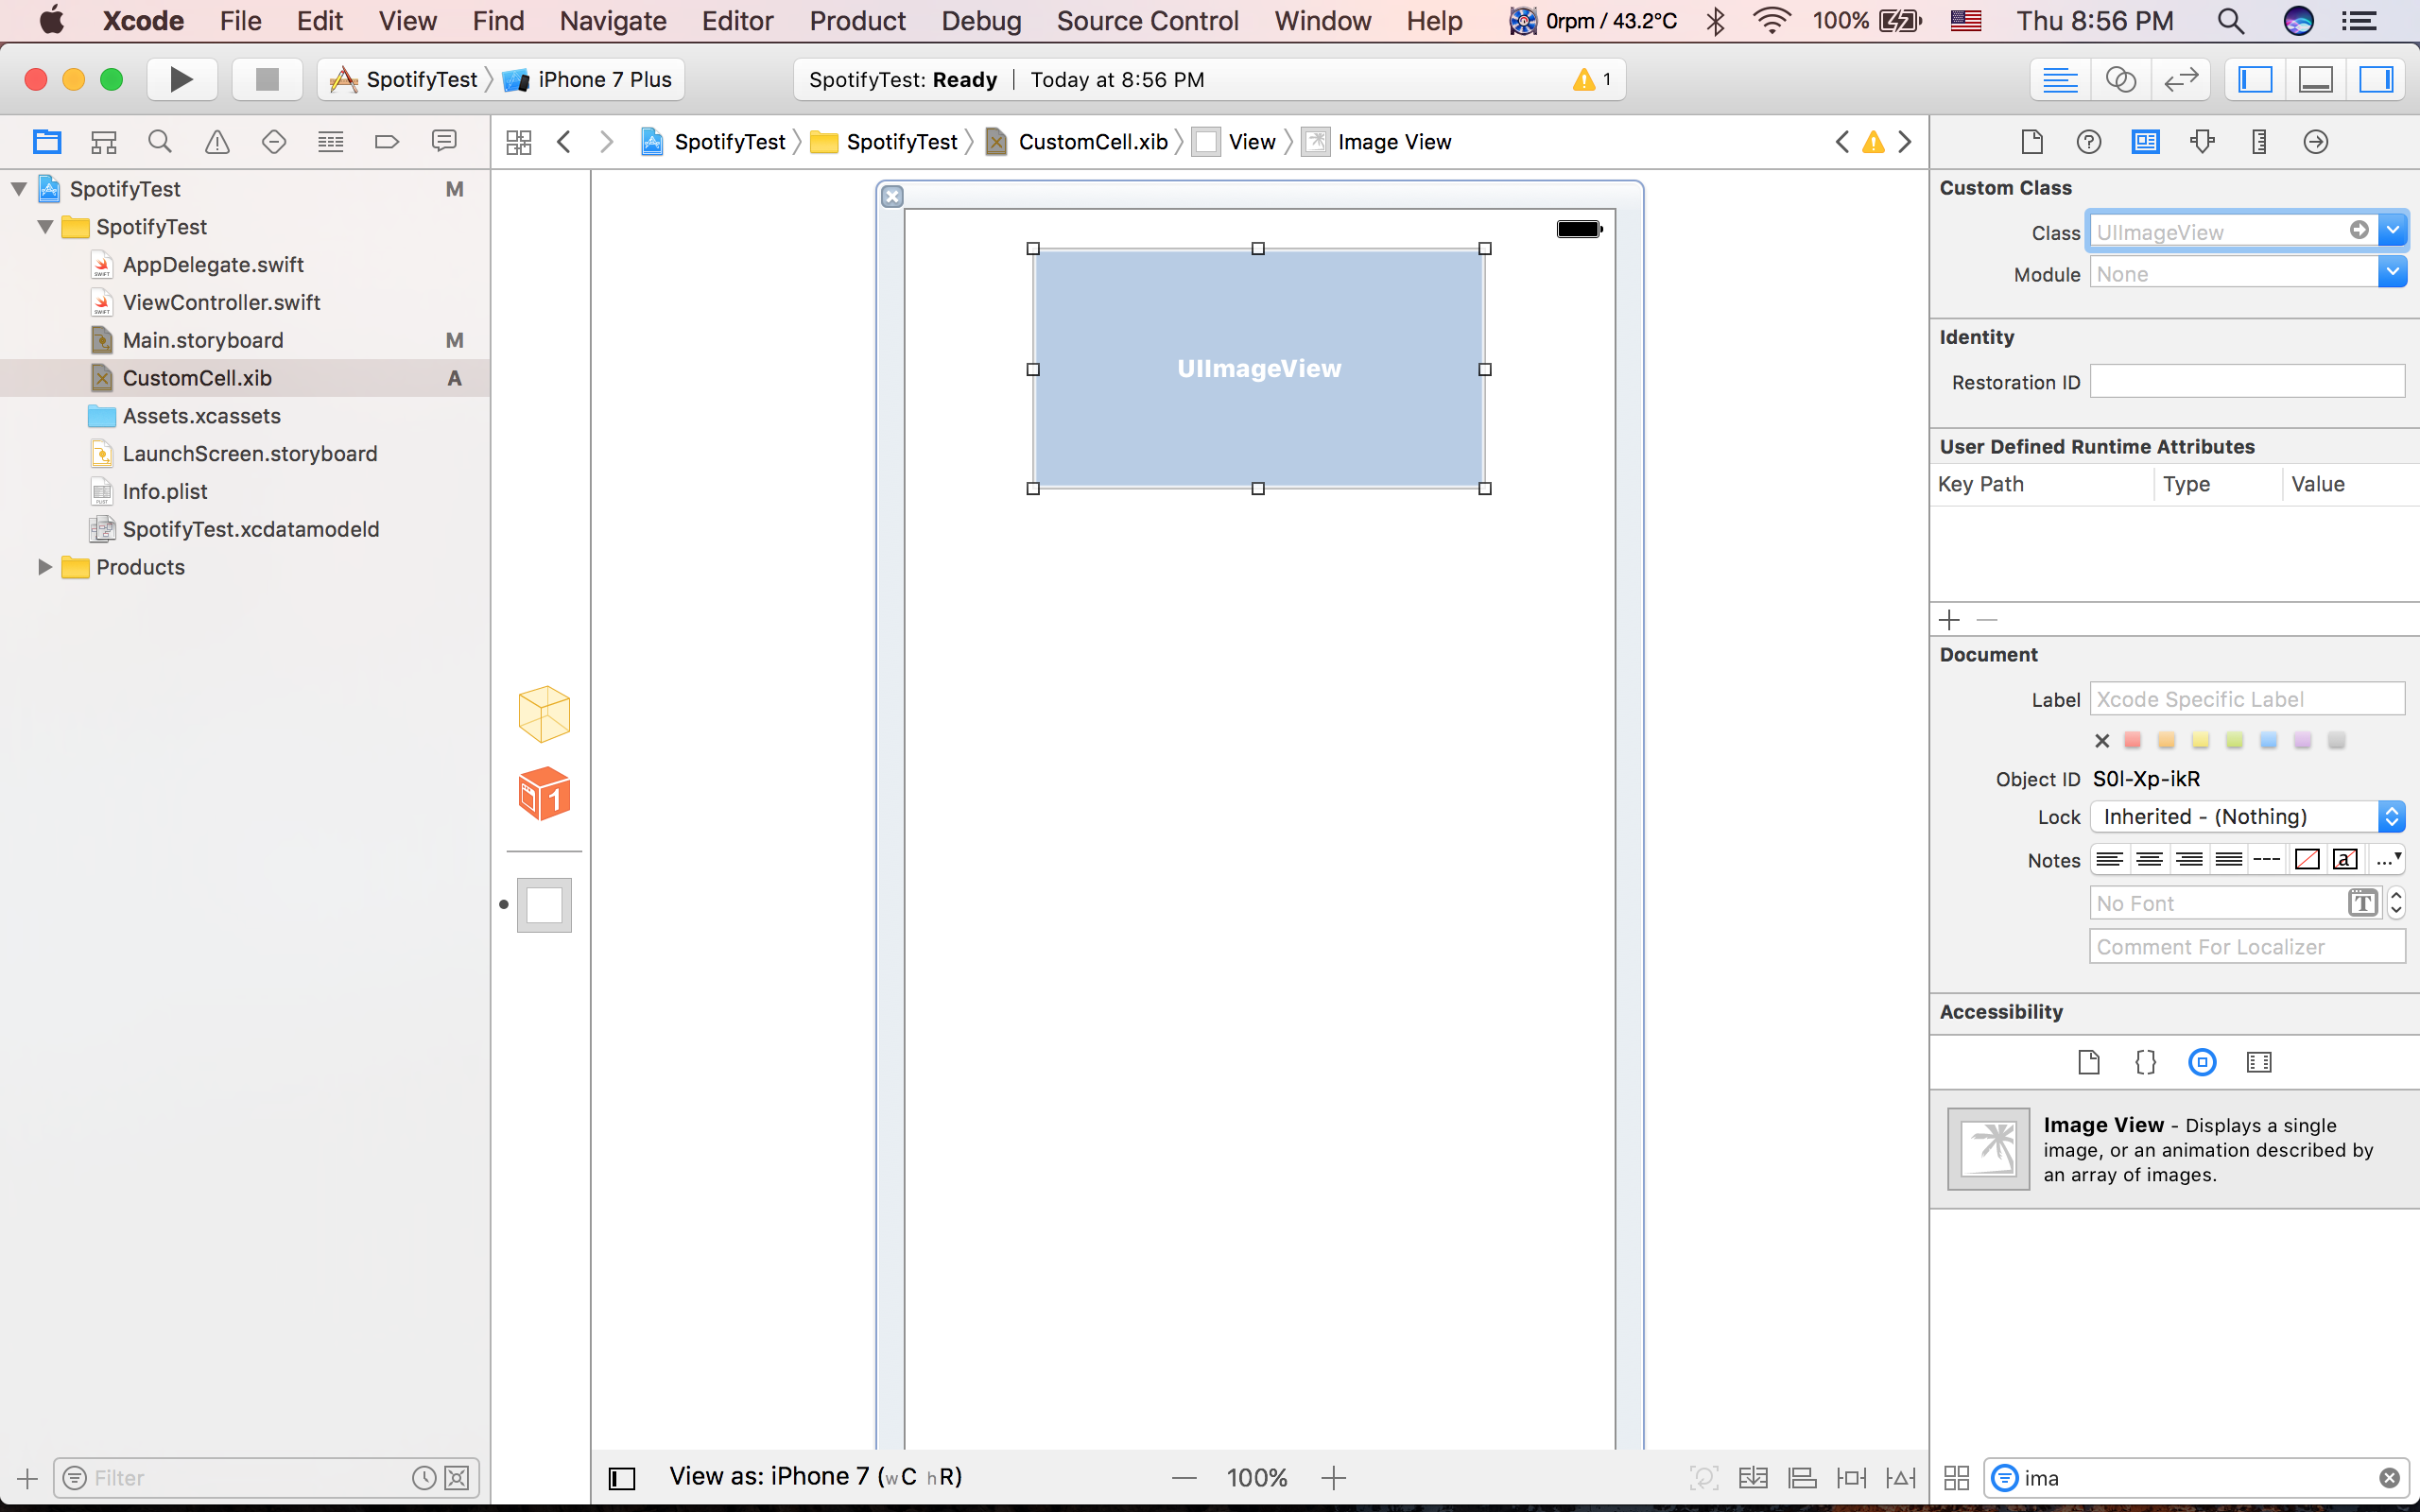 Xcode File Edit View Find Navigate Editor Product Debug Source Control Window Help 0rpm / 43.2°C 100% Thu 8:56 PM
SpotifyTest iPhone 7 Plus SpotifyTest: Ready | Today at 8:56 PM 1
SpotifyTest SpotifyTest CustomCell.xib View Image View
SpotifyTest M
SpotifyTest
AppDelegate.swift
ViewController.swift
Main.storyboard M
CustomCell.xib A
Assets.xcassets
LaunchScreen.storyboard
Info.plist
SpotifyTest.xcdatamodeld
Products
Filter
UIImageView
1
View as: iPhone 7 (wC hR) — 100% +
Custom Class
Class UIImageView
Module None
Identity
Restoration ID
User Defined Runtime Attributes
Key Path Type Value
Document
Label Xcode Specific Label
Object ID S0l-Xp-ikR
Lock Inherited - (Nothing)
Notes
No Font T
Comment For Localizer
Accessibility
Image View - Displays a single
image, or an animation described by
an array of images.
ima